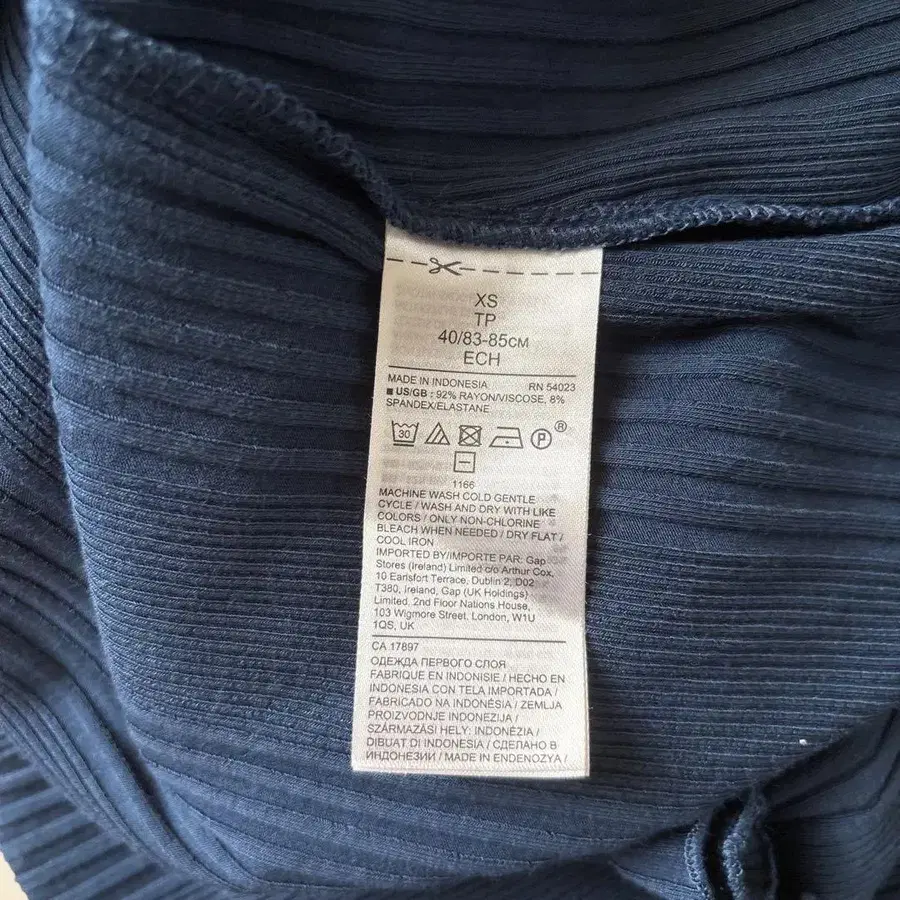 XS
TP
40/83-85см
ECH
MADE IN INDONESIA RN 54023
■ US/GB : 92% RAYON/VISCOSE, 8%
SPANDEX/ELASTANE
30 P ®
1166
MACHINE WASH COLD GENTLE
CYCLE / WASH AND DRY WITH LIKE
COLORS / ONLY NON-CHLORINE
BLEACH WHEN NEEDED / DRY FLAT /
COOL IRON
IMPORTED BY/IMPORTE PAR: Gap
Stores (Ireland) Limited c/o Arthur Cox,
10 Earlsfort Terrace, Dublin 2, D02
T380, Ireland, Gap (UK Holdings)
Limited, 2nd Floor Nations House,
103 Wigmore Street, London, W1U
1QS, UK
CA 17897
ОДЕЖДА ПЕРВОГО СЛОЯ
FABRIQUE EN INDONISIE / HECHO EN
INDONESIA CON TELA IMPORTADA /
FABRICADO NA INDONÉSIA / ZEMLJA
PROIZVODNJE INDONEZIJA /
SZÁRMAZÁSI HELY: INDONÉZIA /
DIBUAT DI INDONESIA / СДЕЛАНО В
ИНДОНЕЗИИ / MADE IN ENDENOZYA /